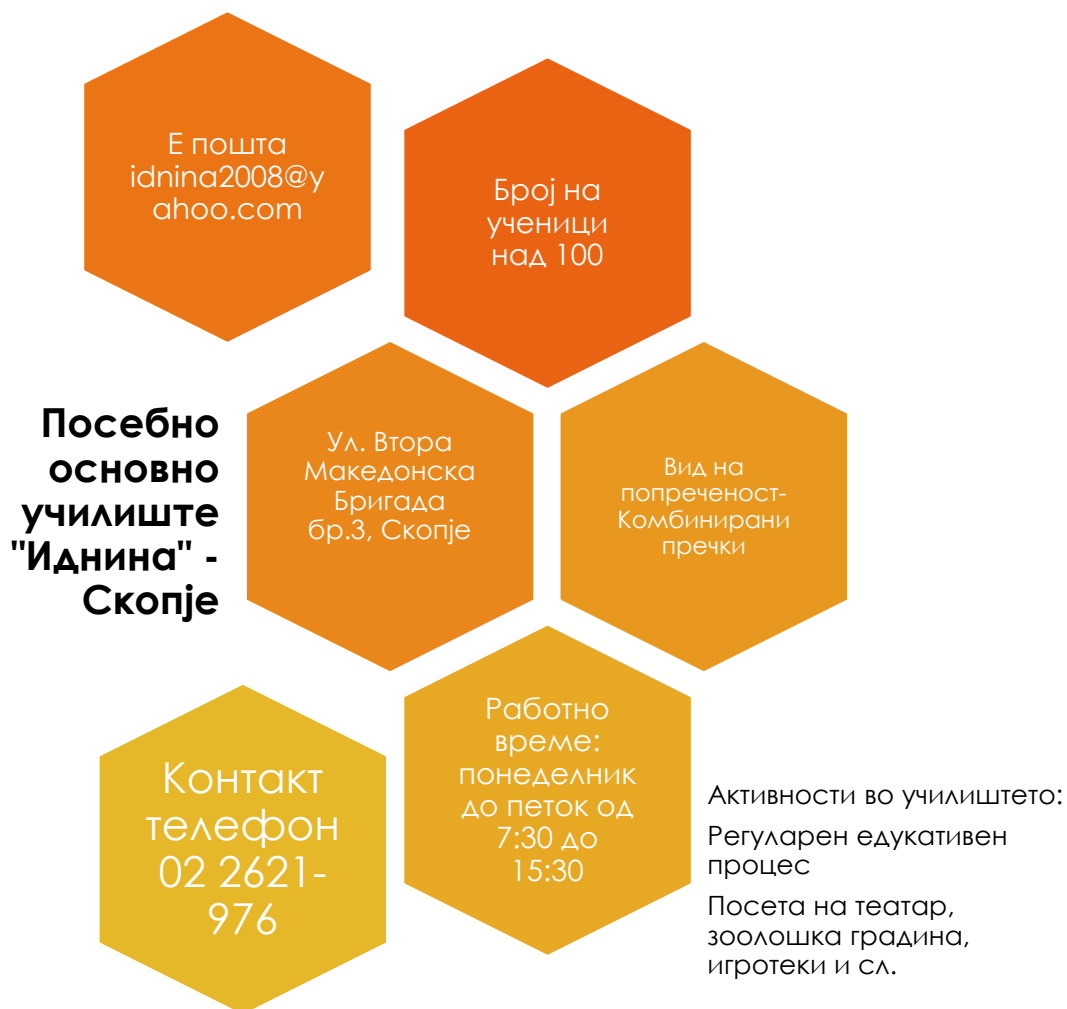 Е пошта
idnina2008@y
ahoo.com
Број на
ученици
над 100
Посебно
основно
училиште
"Иднина" -
Скопје
Ул. Втора
Македонска
Бригада
бр.3, Скопје
Вид на
попреченост-
Комбинирани
пречки
Контакт
телефон
02 2621-
976
Работно
време:
понеделник
до петок од
7:30 до
15:30
Активности во училиштето:
Регуларен едукативен
процес
Посета на театар,
зоолошка градина,
игротеки и сл.